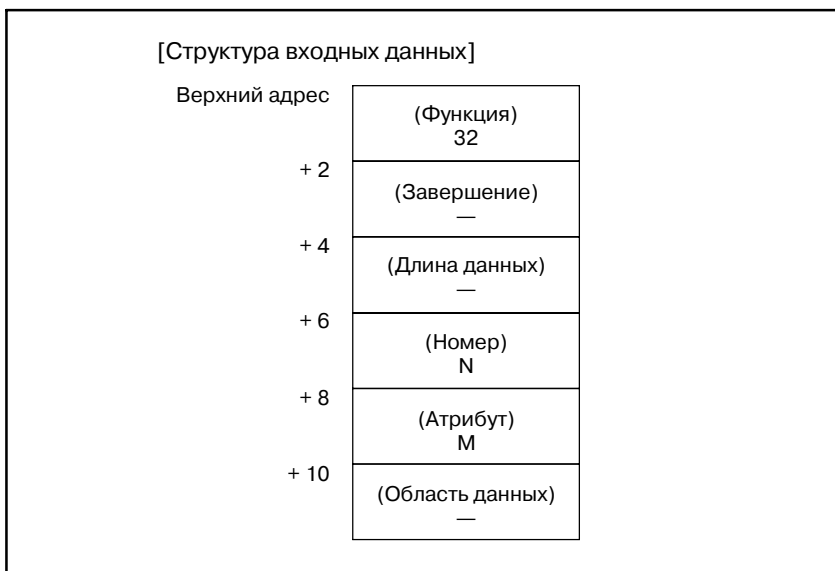 [Структура входных данных]
Верхний адрес
(Функция)
32
+ 2
(Завершение)
—
+ 4
(Длина данных)
—
+ 6
(Номер)
N
+ 8
(Атрибут)
M
+ 10
(Область данных)
—